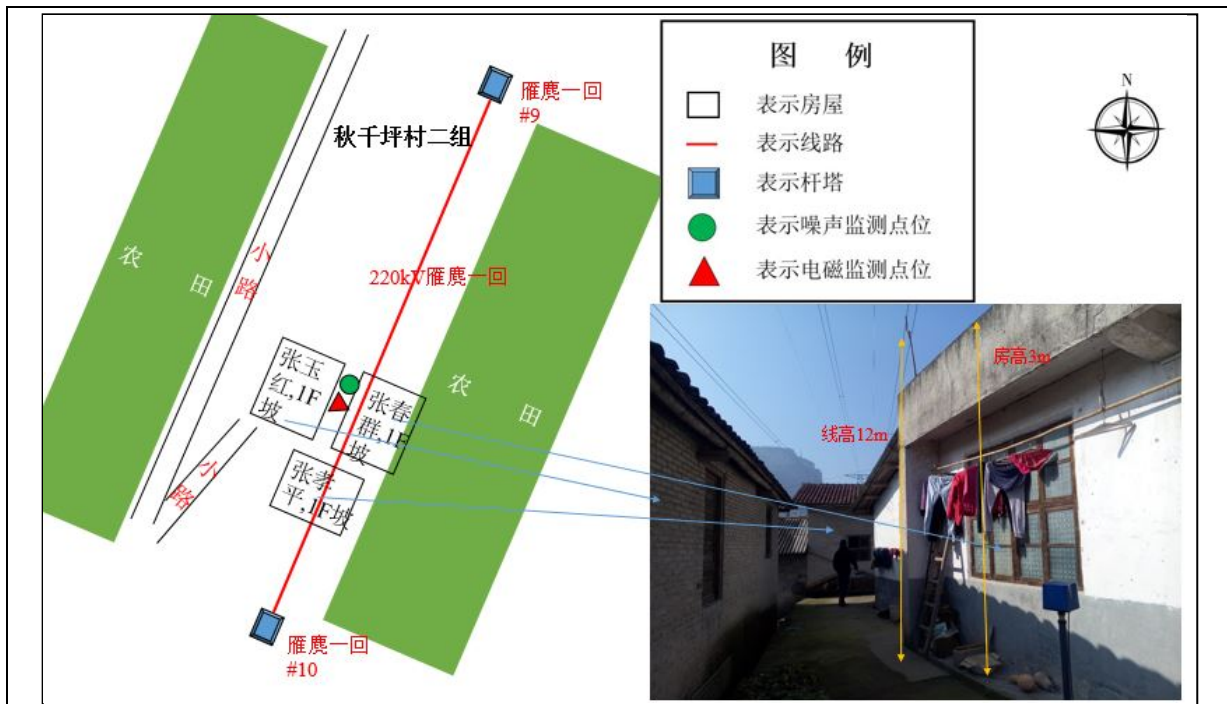 雁麂一回
#9
秋千坪村二组
220kV雁麂一回
农
田
小
路
张玉
红,1F
坡
张春
群,1F
坡
张孝
平,1F坡
农
田
小
路
雁麂一回
#10
图 例
表示房屋
表示线路
表示杆塔
表示噪声监测点位
表示电磁监测点位
N
房高3m
线高12m